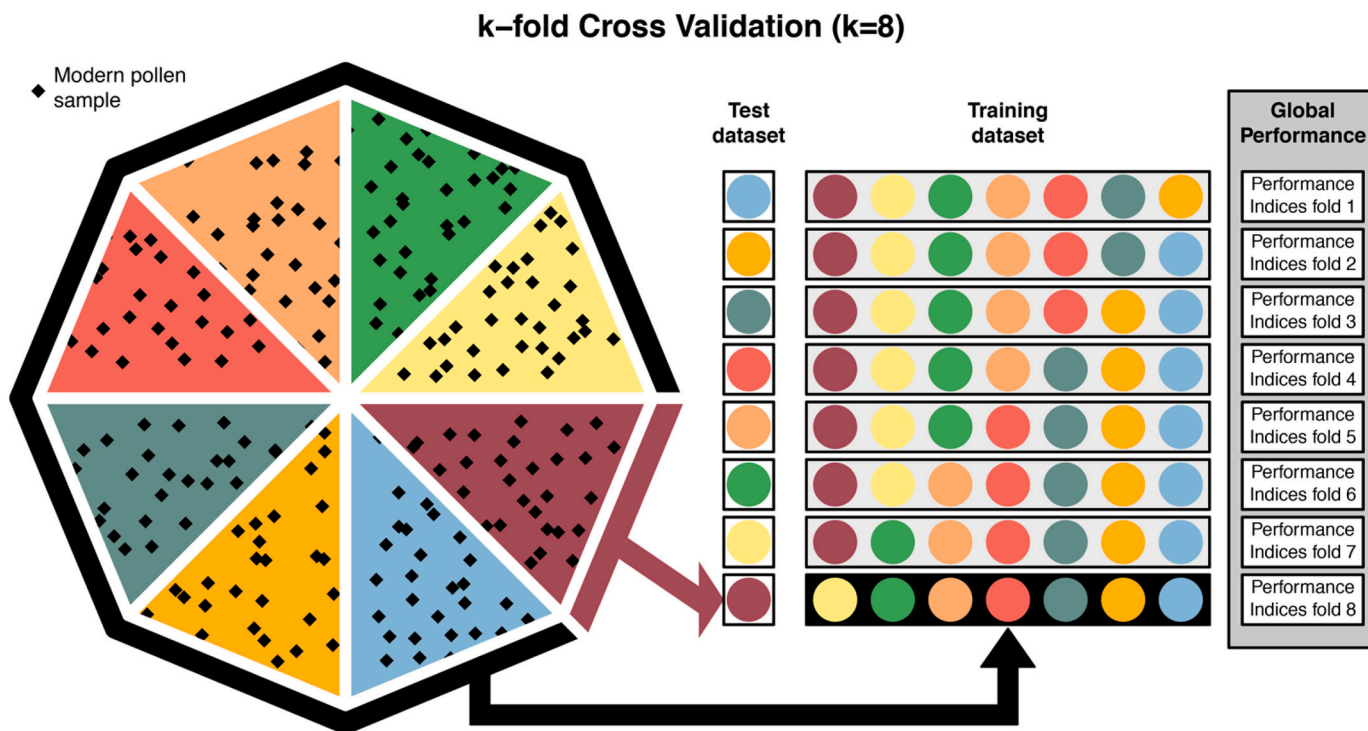 k–fold Cross Validation (k=8)
Modern pollen
sample
Test
dataset
Training
dataset
Global
Performance
Performance
Indices fold 1
Performance
Indices fold 2
Performance
Indices fold 3
Performance
Indices fold 4
Performance
Indices fold 5
Performance
Indices fold 6
Performance
Indices fold 7
Performance
Indices fold 8